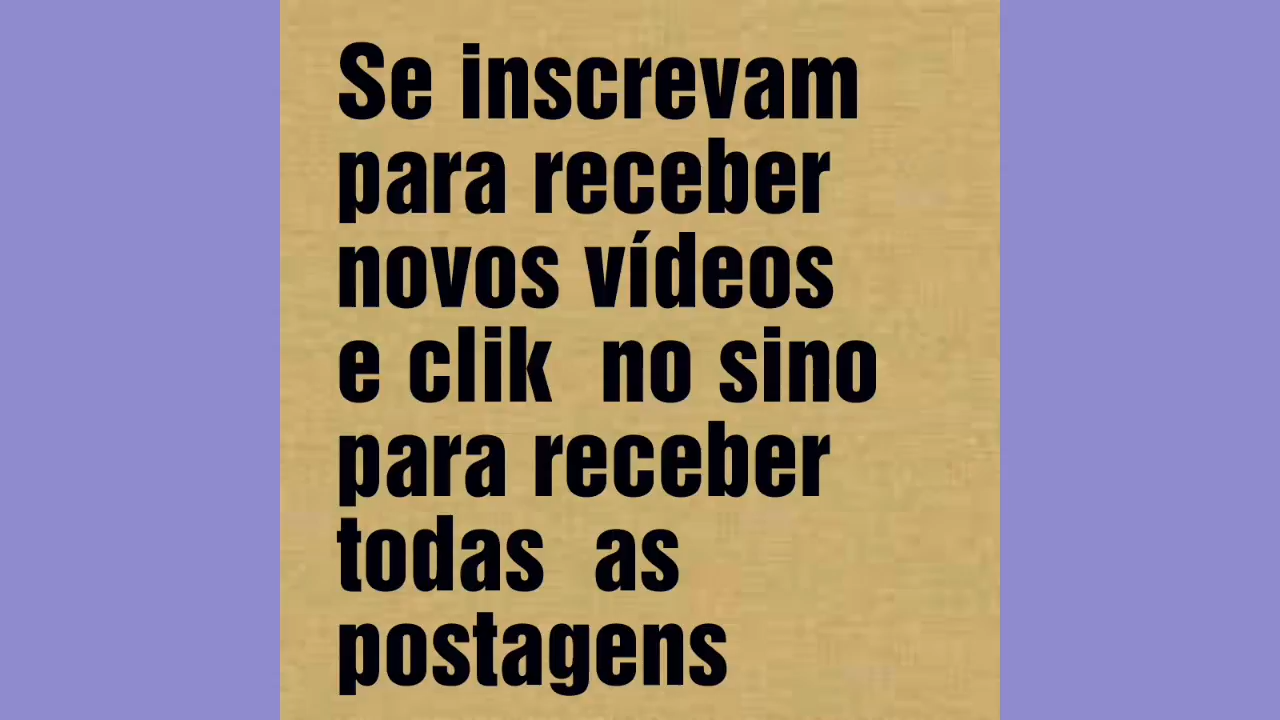 Se inscrevam
para receber
novos vídeos
e clik  no sino
para receber
todas  as
postagens